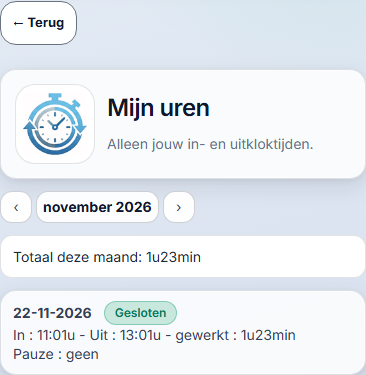 ← Terug
Mijn uren
Alleen jouw in- en uitkloktijden.
‹ november 2026 ›
Totaal deze maand: 1u23min
22-11-2026 Gesloten
In : 11:01u - Uit : 13:01u - gewerkt : 1u23min
Pauze : geen